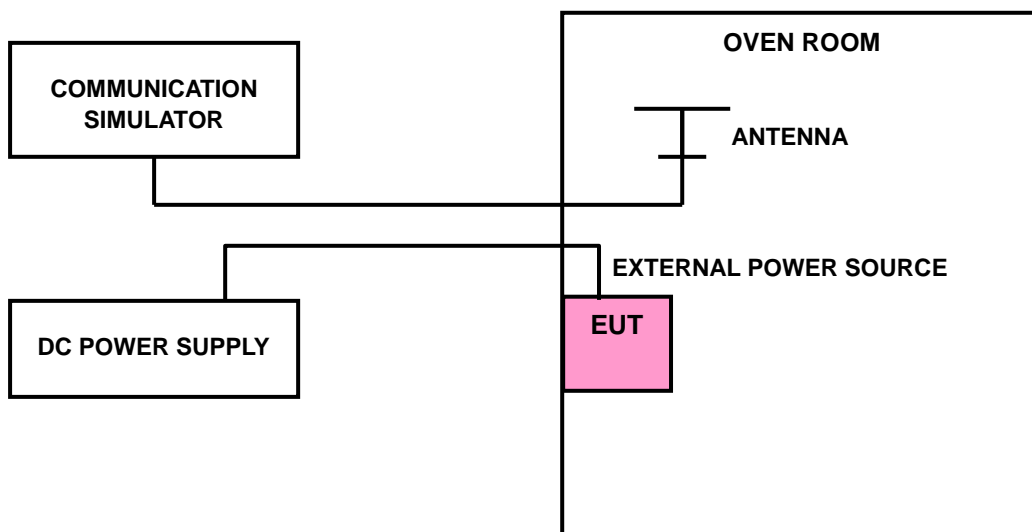 OVEN ROOM
COMMUNICATION
SIMULATOR
ANTENNA
EXTERNAL POWER SOURCE
EUT
DC POWER SUPPLY